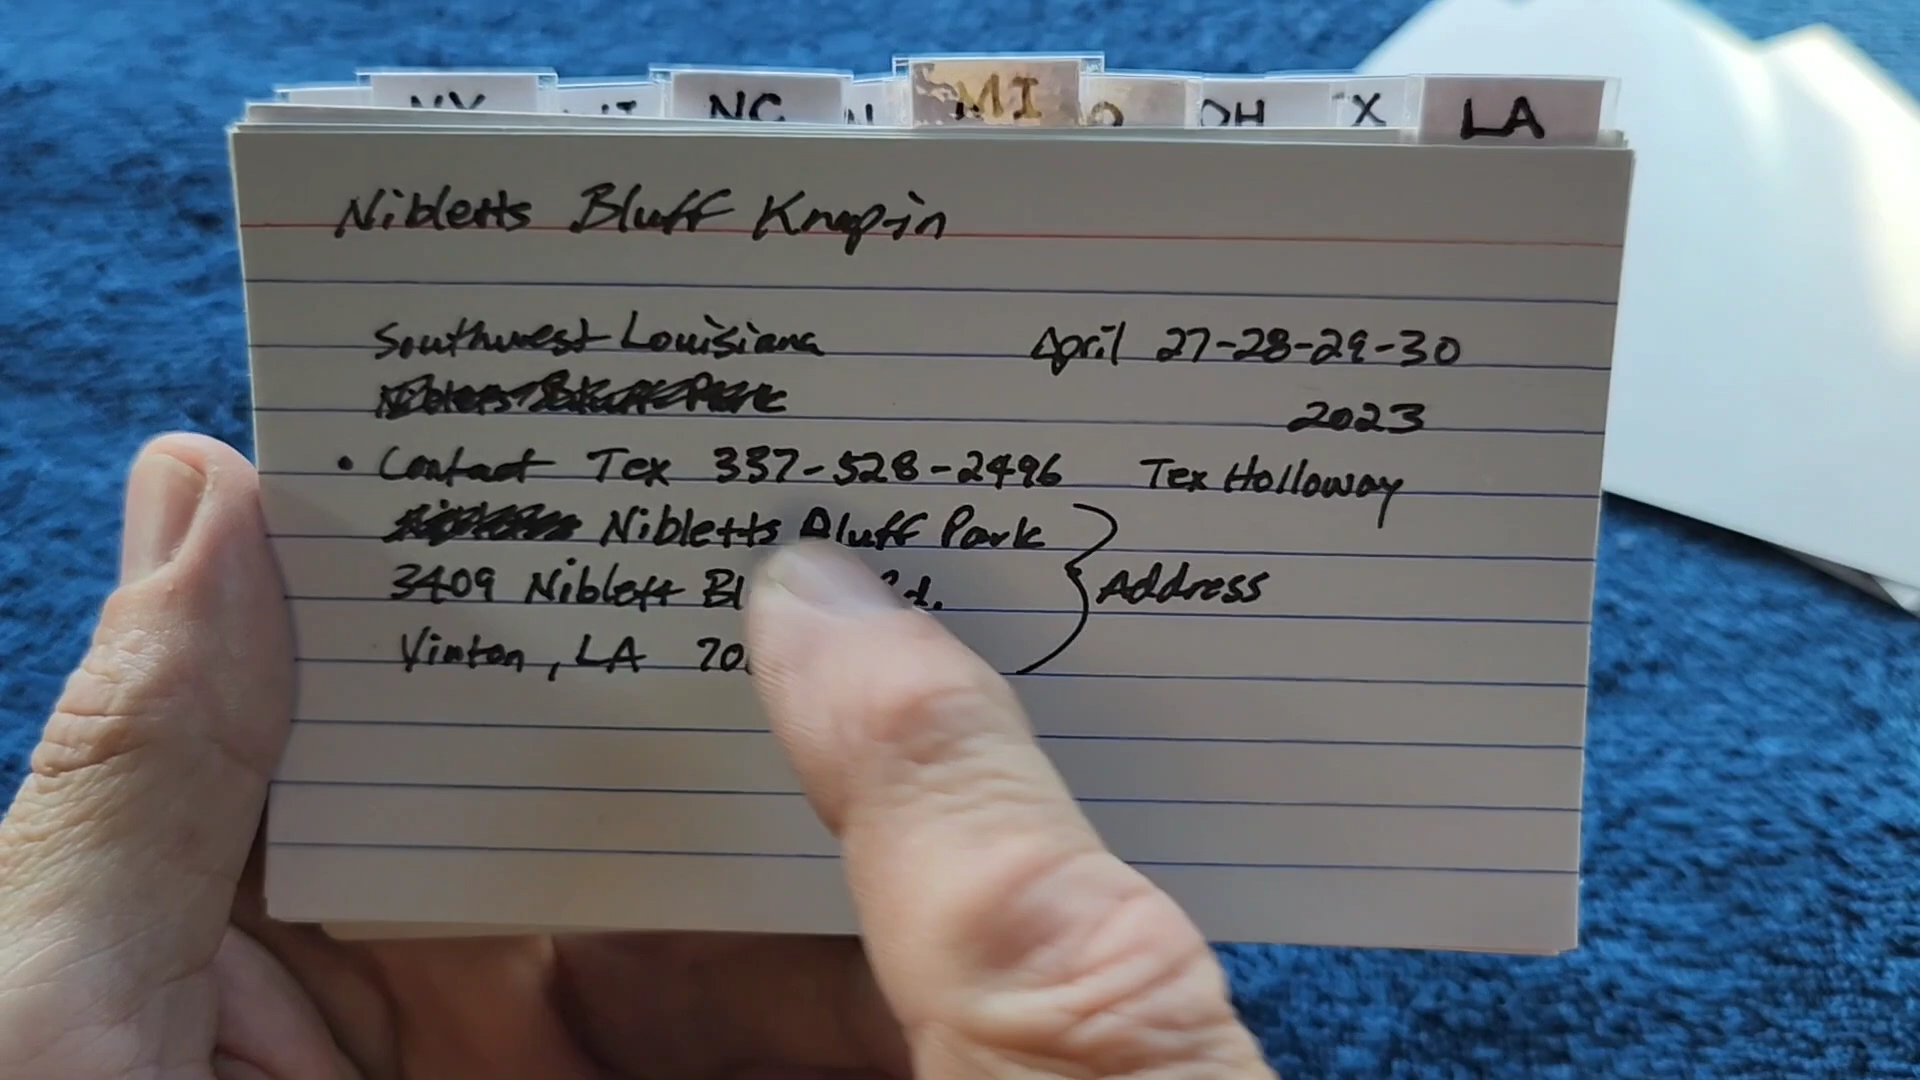 NC
MI
OH
LA
Nibletts Bluff Knap-in
Southwest Louisiana April 27-28-29-30
2023
• Contact Tex 337-528-2496 Tex Holloway
Nibletts Bluff Park
3409 Niblett Rd. Address
Vinton, LA